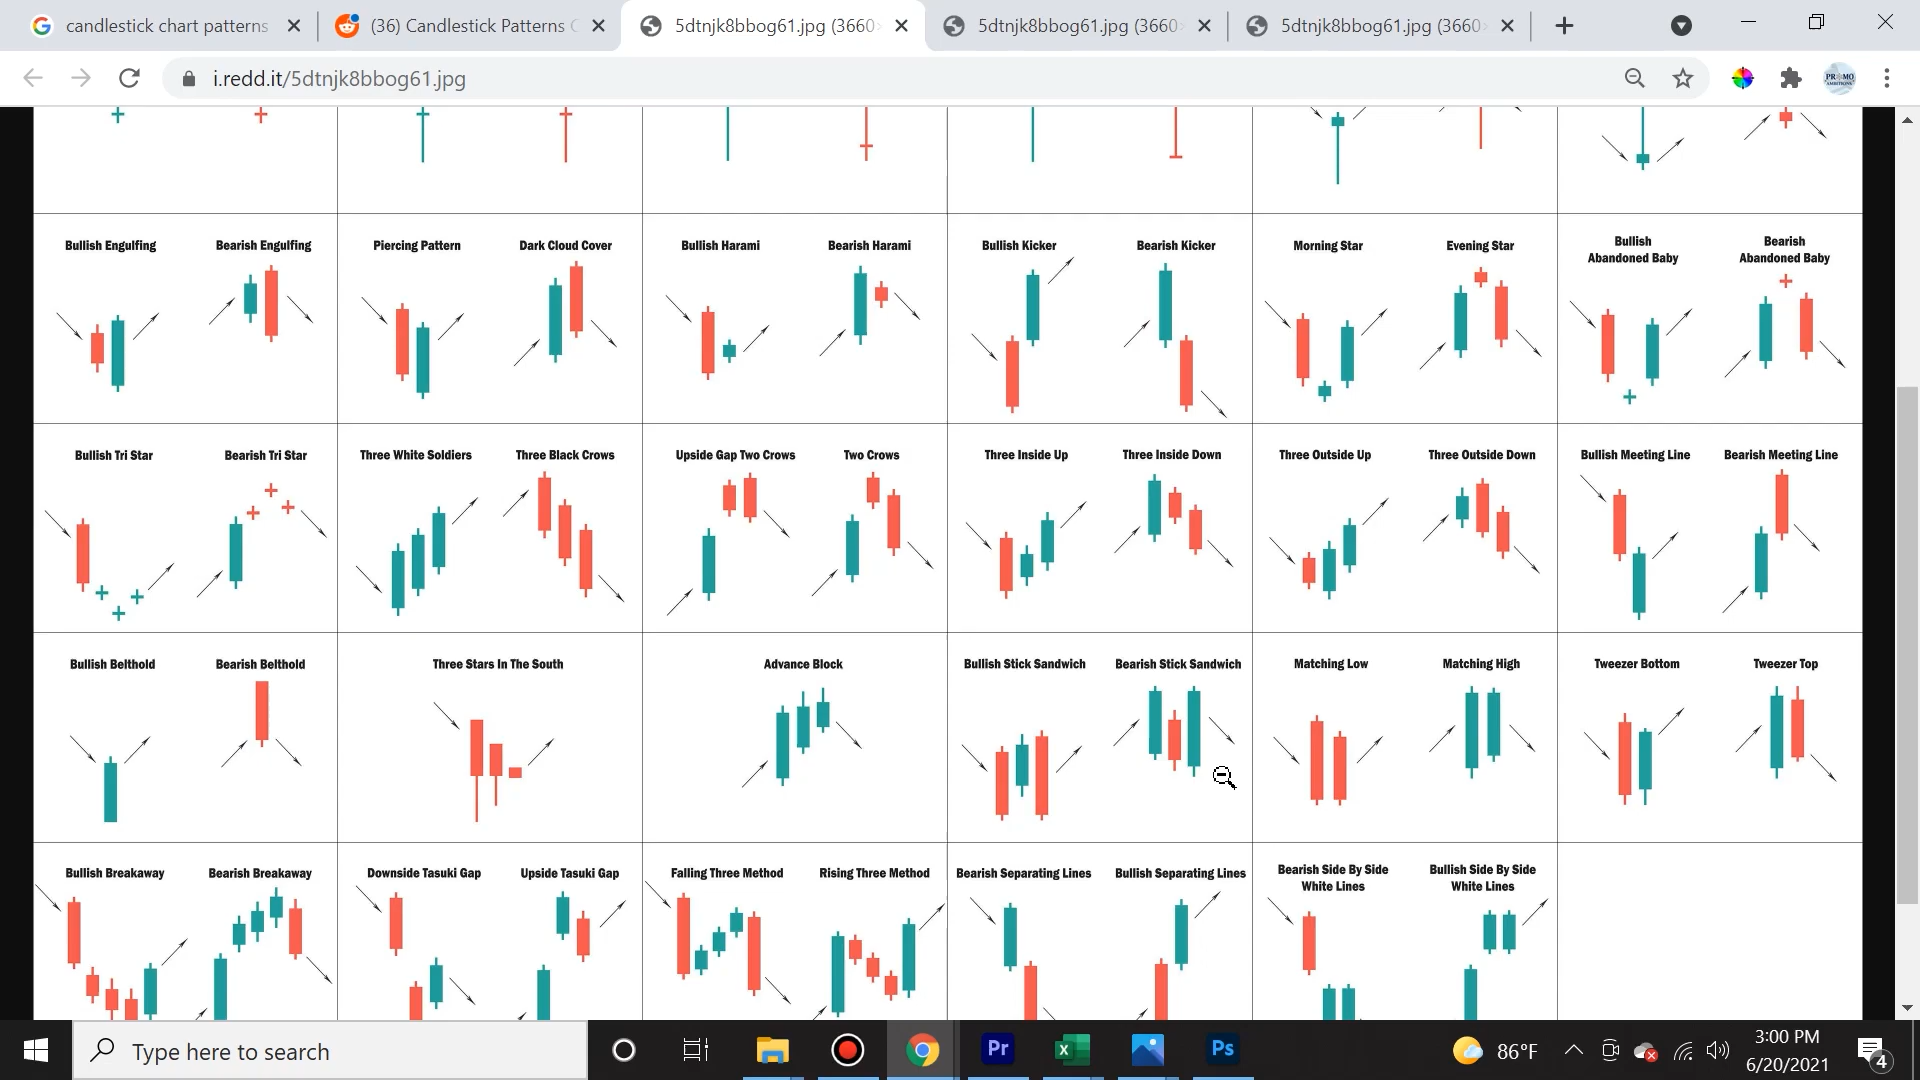 candlestick chart patterns
(36) Candlestick Patterns C
5dtnjk8bbog61.jpg (3660
5dtnjk8bbog61.jpg (3660
5dtnjk8bbog61.jpg (3660
i.redd.it/5dtnjk8bbog61.jpg
PROMO
Bullish Engulfing
Bearish Engulfing
Piercing Pattern
Dark Cloud Cover
Bullish Harami
Bearish Harami
Bullish Kicker
Bearish Kicker
Morning Star
Evening Star
Bullish
Abandoned Baby
Bearish
Abandoned Baby
Bullish Tri Star
Bearish Tri Star
Three White Soldiers
Three Black Crows
Upside Gap Two Crows
Two Crows
Three Inside Up
Three Inside Down
Three Outside Up
Three Outside Down
Bullish Meeting Line
Bearish Meeting Line
Bullish Belthold
Bearish Belthold
Three Stars In The South
Advance Block
Bullish Stick Sandwich
Bearish Stick Sandwich
Matching Low
Matching High
Tweezer Bottom
Tweezer Top
Bullish Breakaway
Bearish Breakaway
Downside Tasuki Gap
Upside Tasuki Gap
Falling Three Method
Rising Three Method
Bearish Separating Lines
Bullish Separating Lines
Bearish Side By Side
White Lines
Bullish Side By Side
White Lines
Type here to search
Pr
Ps
86°F
3:00 PM
6/20/2021
4